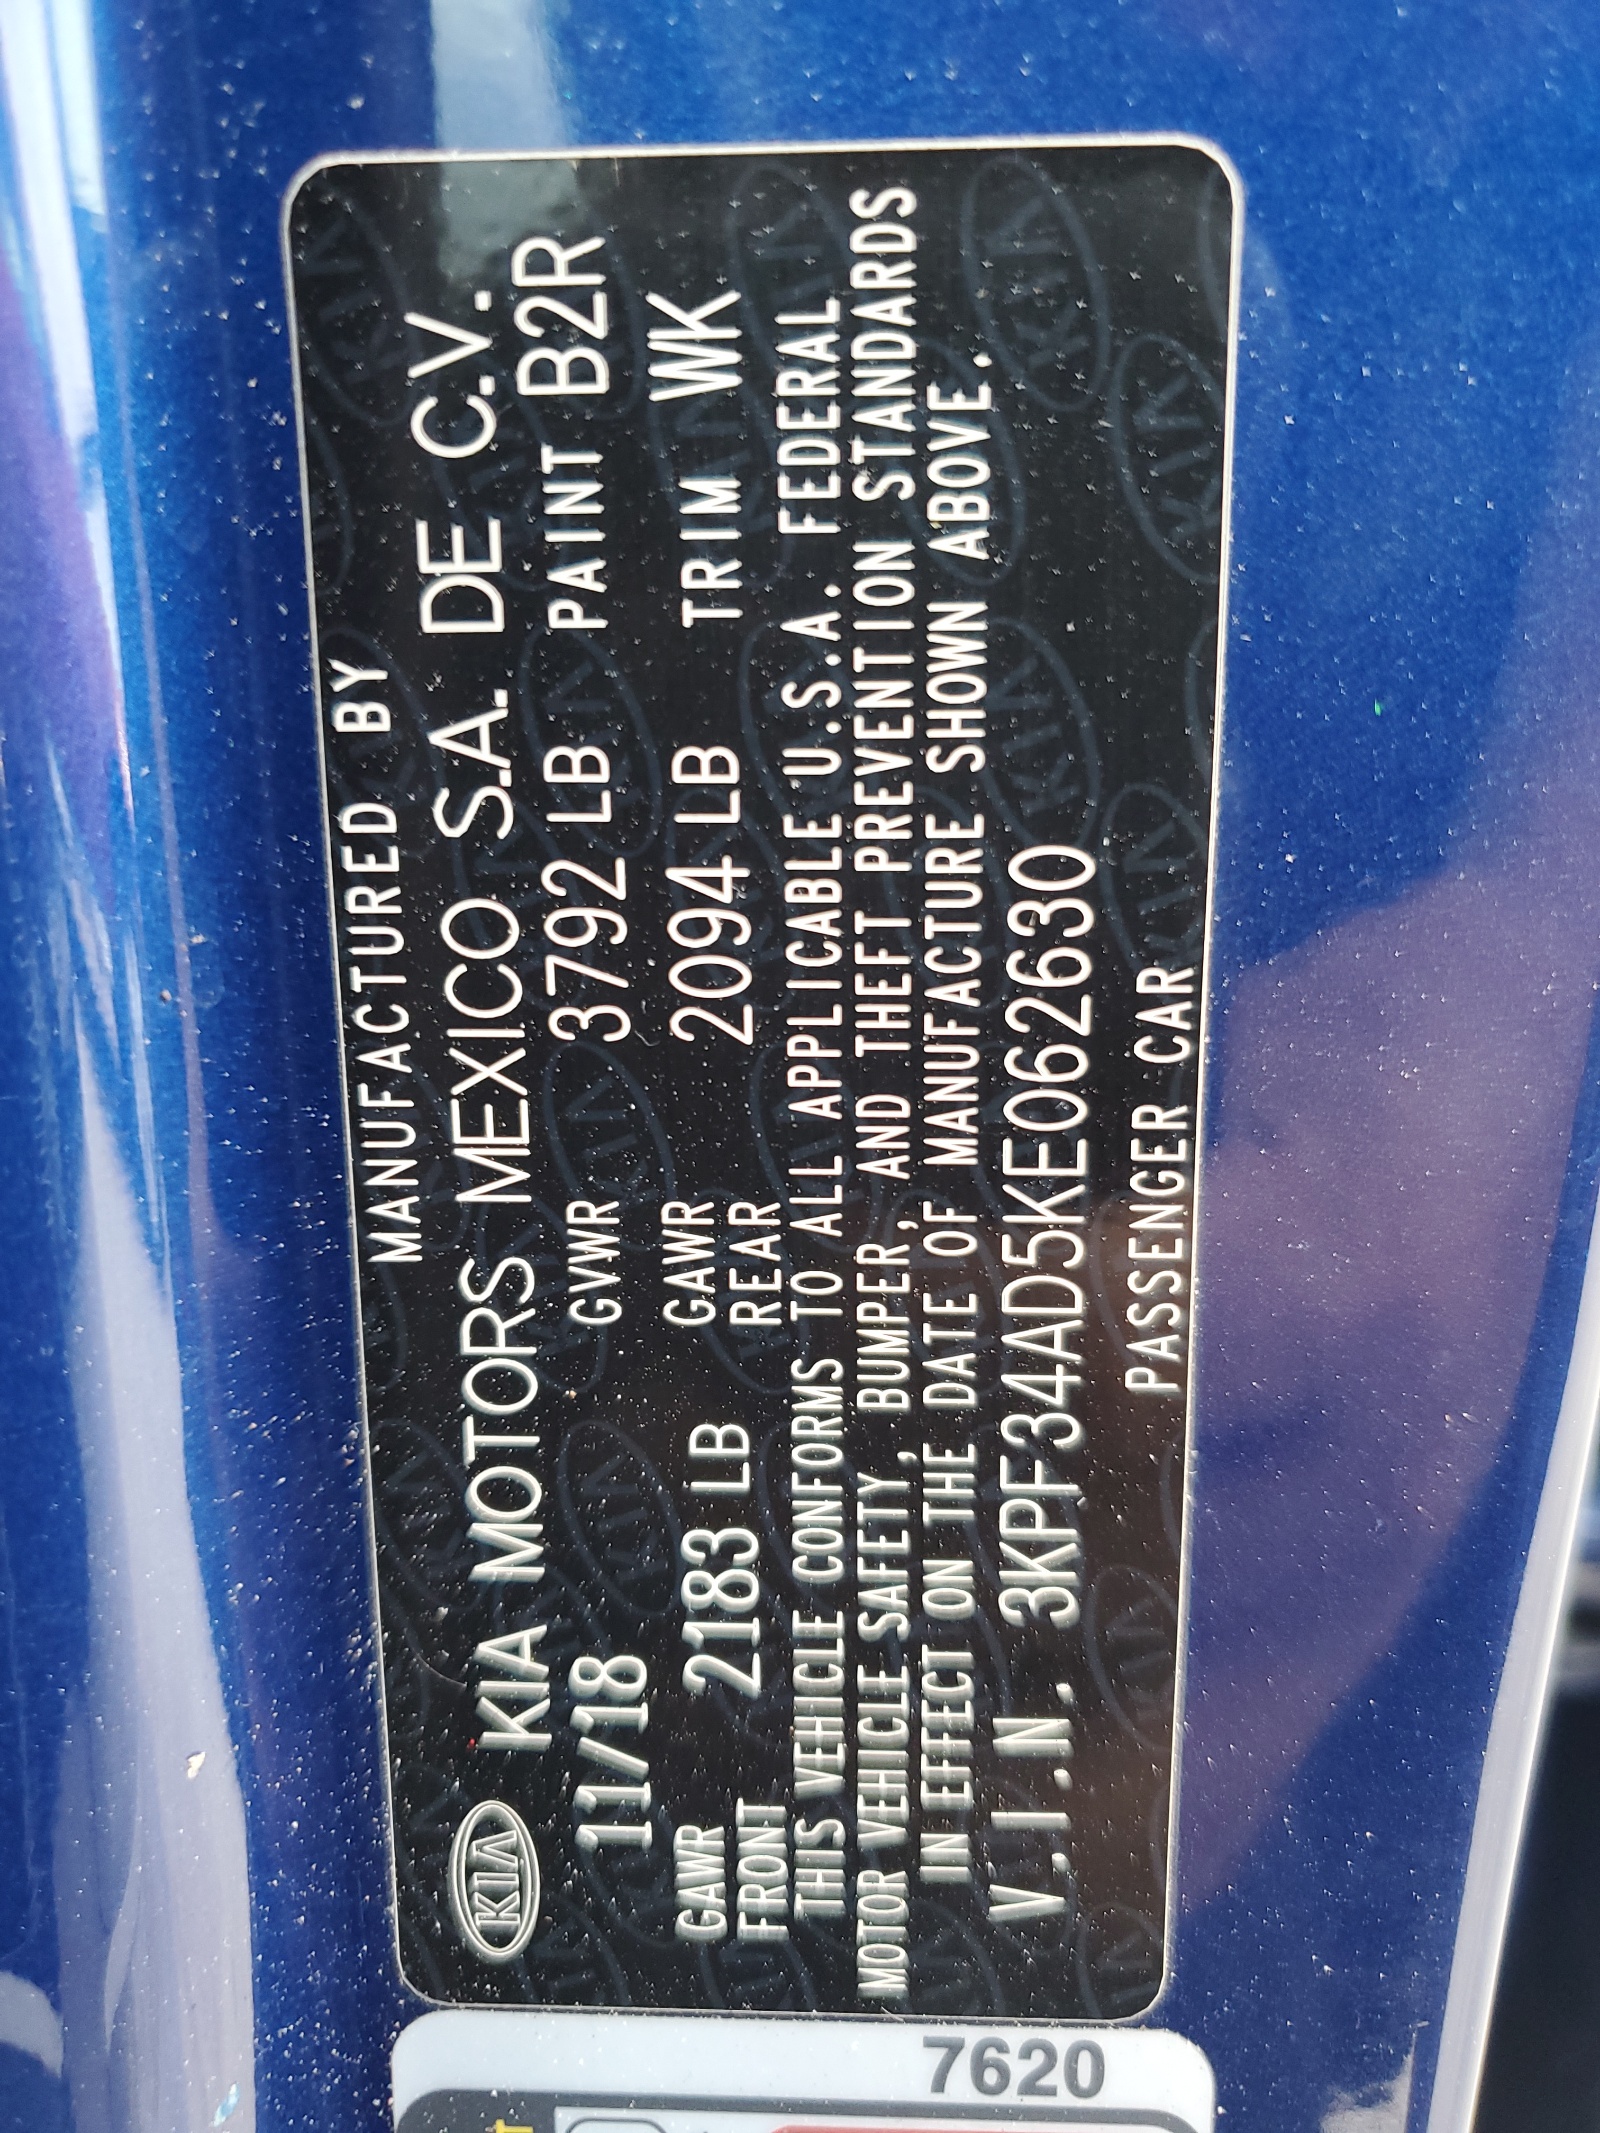 MANUFACTURED BY
KIA KIA MOTORS MEXICO S.A. DE C.V.
11/18 GVWR 3792 LB PAINT B2R
GAWR FRONT 2183 LB GAWR REAR 2094 LB TRIM WK
THIS VEHICLE CONFORMS TO ALL APPLICABLE U.S.A. FEDERAL
MOTOR VEHICLE SAFETY, BUMPER, AND THEFT PREVENTION STANDARDS
IN EFFECT ON THE DATE OF MANUFACTURE SHOWN ABOVE.
V.I.N. 3KPF34AD5KE062630
PASSENGER CAR
7620